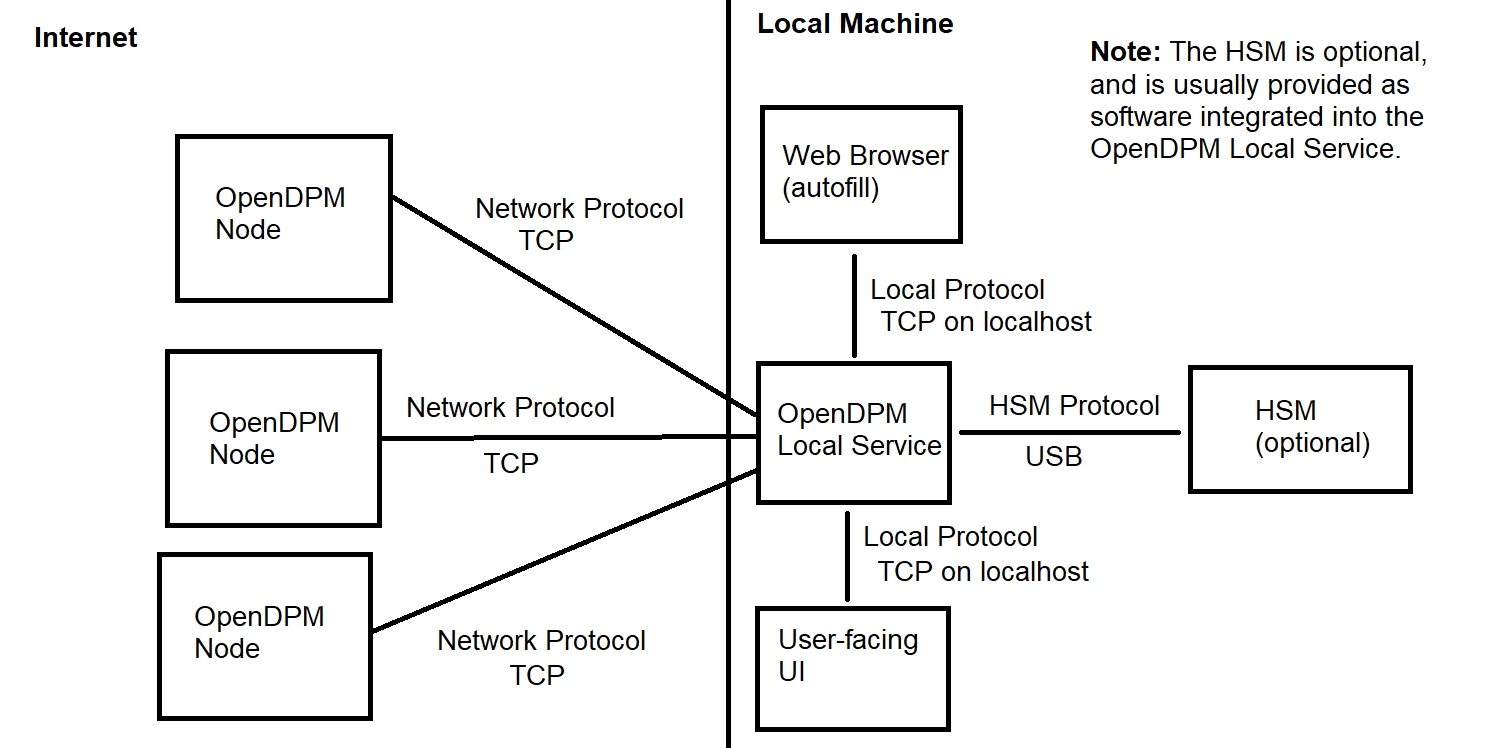 Internet
Local Machine
Note: The HSM is optional,
and is usually provided as
software integrated into the
OpenDPM Local Service.
OpenDPM
Node
Network Protocol
TCP
OpenDPM
Node
Network Protocol
TCP
OpenDPM
Node
Network Protocol
TCP
Web Browser
(autofill)
Local Protocol
TCP on localhost
OpenDPM
Local Service
HSM Protocol
USB
HSM
(optional)
Local Protocol
TCP on localhost
User-facing
UI